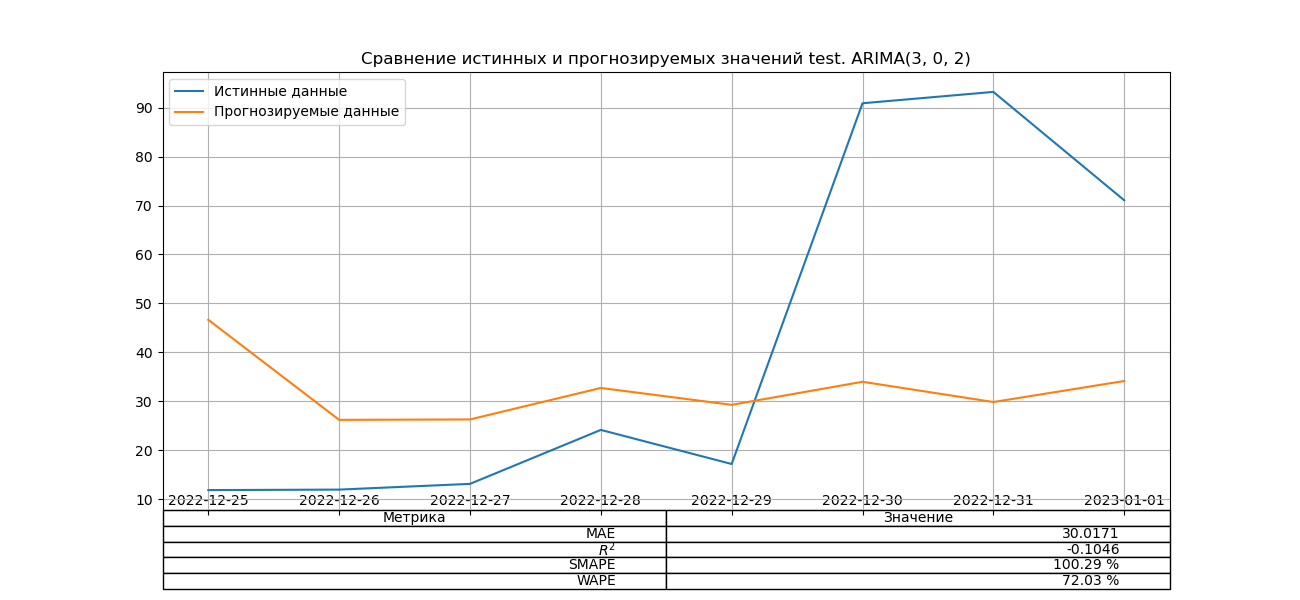 Сравнение истинных и прогнозируемых значений test. ARIMA(3, 0, 2)
Истинные данные
Прогнозируемые данные
90
80
70
60
50
40
30
20
10
2022-12-25 2022-12-26 2022-12-27 2022-12-28 2022-12-29 2022-12-30 2022-12-31 2023-01-01
Метрика Значение
MAE 30.0171
R² -0.1046
SMAPE 100.29 %
WAPE 72.03 %